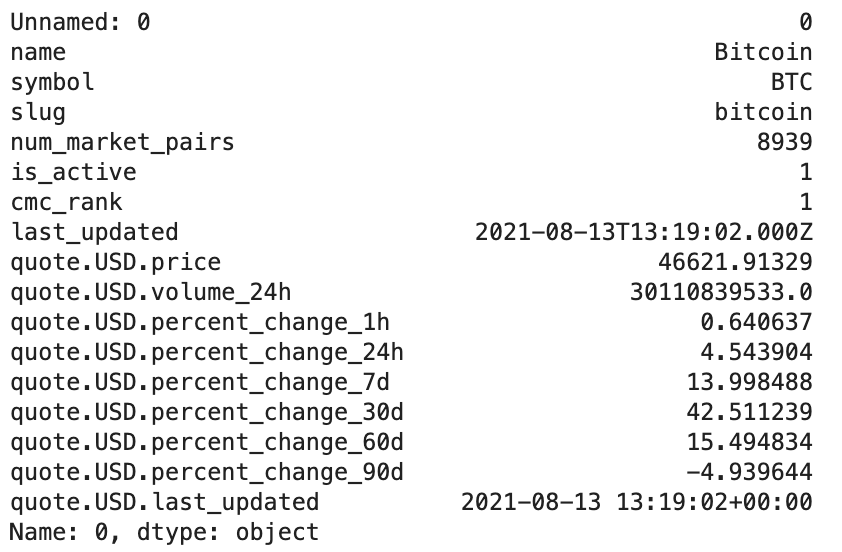 Unnamed: 0 0
name Bitcoin
symbol BTC
slug bitcoin
num_market_pairs 8939
is_active 1
cmc_rank 1
last_updated 2021-08-13T13:19:02.000Z
quote.USD.price 46621.91329
quote.USD.volume_24h 30110839533.0
quote.USD.percent_change_1h 0.640637
quote.USD.percent_change_24h 4.543904
quote.USD.percent_change_7d 13.998488
quote.USD.percent_change_30d 42.511239
quote.USD.percent_change_60d 15.494834
quote.USD.percent_change_90d -4.939644
quote.USD.last_updated 2021-08-13 13:19:02+00:00
Name: 0, dtype: object